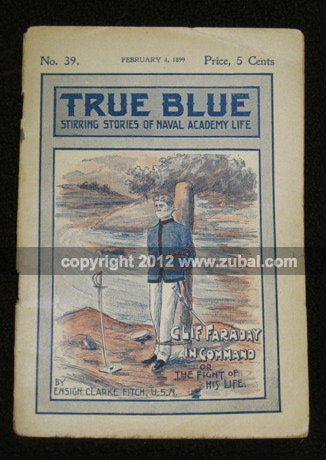 No. 39.
FEBRUARY 4, 1899
Price, 5 Cents
TRUE BLUE
STIRRING STORIES OF NAVAL ACADEMY LIFE
copyright 2012 www.zubal.com
CLIF FARADAY
IN COMMAND
OR
THE FIGHT OF
HIS LIFE
BY
ENSIGN CLARKE FITCH, U.S.N.